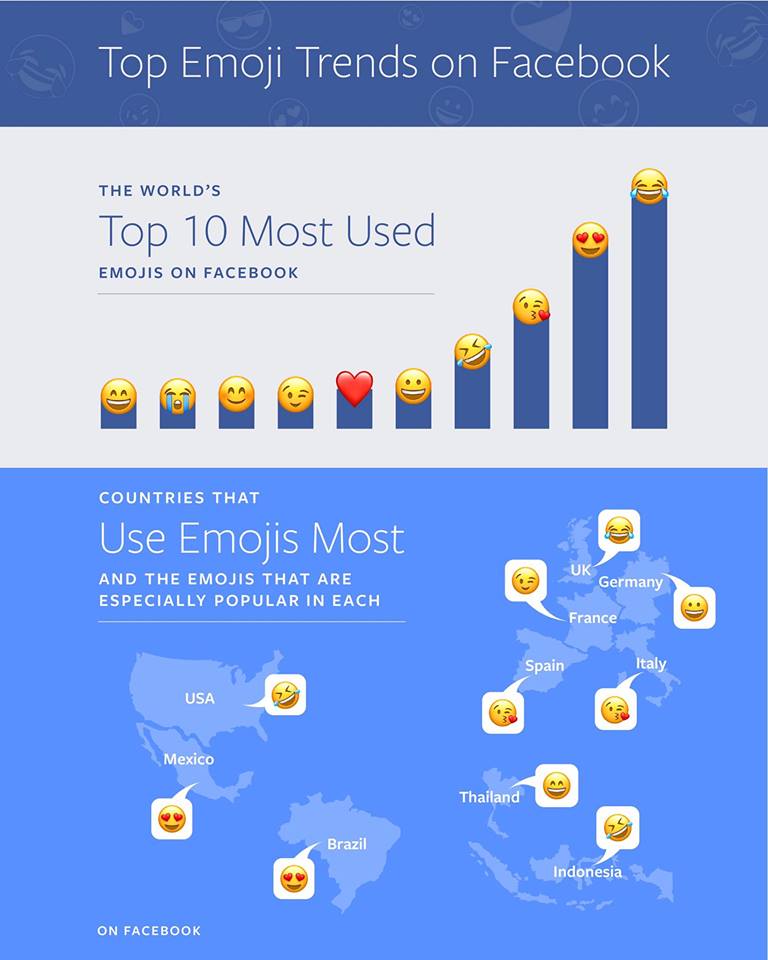 Top Emoji Trends on Facebook
THE WORLD'S
Top 10 Most Used
EMOJIS ON FACEBOOK
COUNTRIES THAT
Use Emojis Most
AND THE EMOJIS THAT ARE
ESPECIALLY POPULAR IN EACH
UK
Germany
France
Spain
Italy
USA
Mexico
Thailand
Brazil
Indonesia
ON FACEBOOK